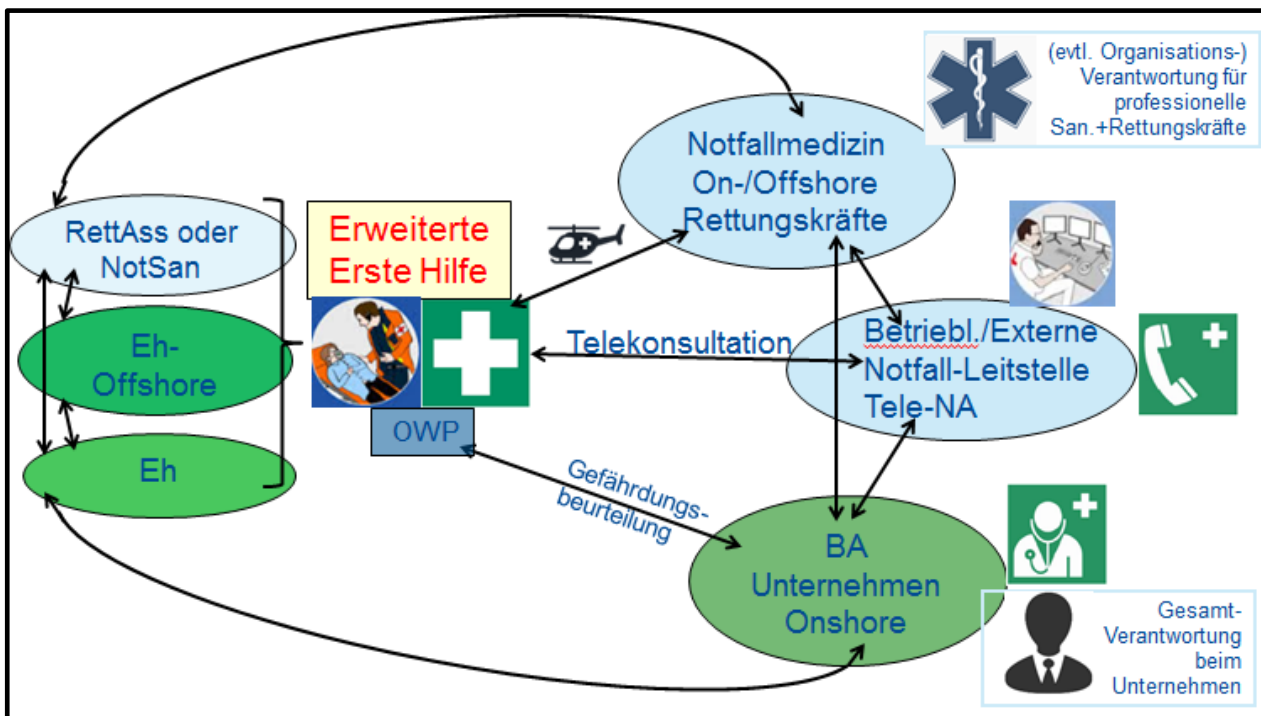 (evtl. Organisations-)
Verantwortung für
professionelle
San.+Rettungskräfte
Notfallmedizin
On-/Offshore
Rettungskräfte
RettAss oder
NotSan
Erweiterte
Erste Hilfe
Eh-
Offshore
Telekonsultation
Betriebl./Externe
Notfall-Leitstelle
Tele-NA
OWP
Eh
Gefährdungs-
beurteilung
BA
Unternehmen
Onshore
Gesamt-
Verantwortung
beim
Unternehmen